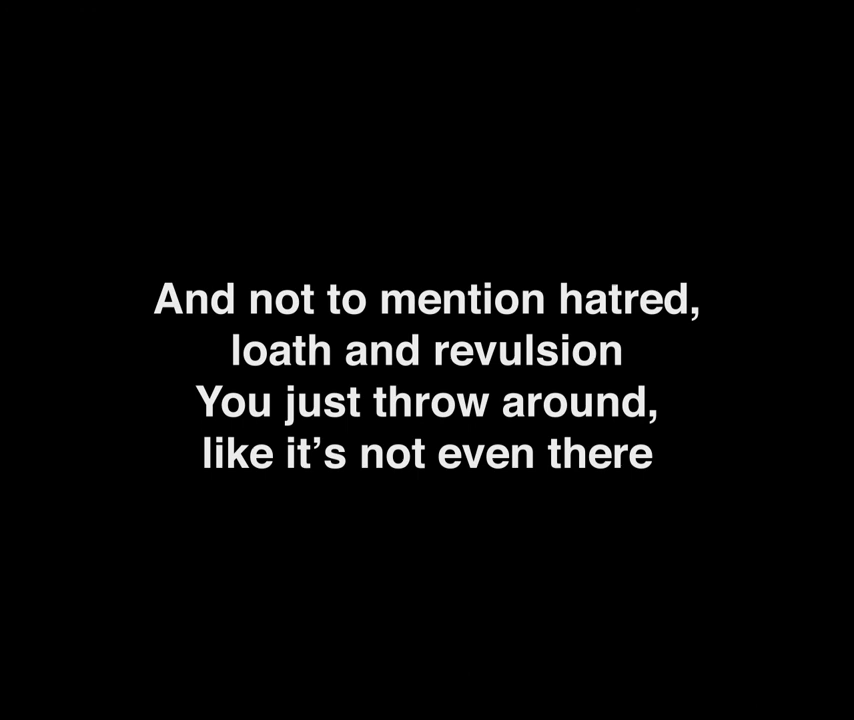 And not to mention hatred,
loath and revulsion
You just throw around,
like it’s not even there